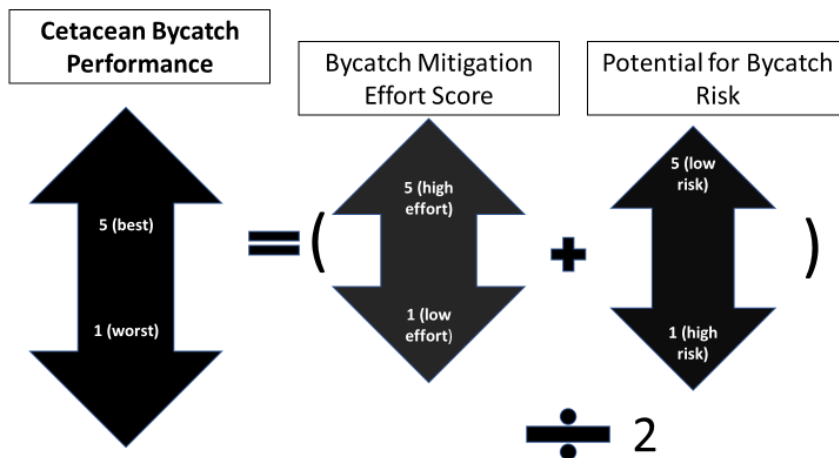 Cetacean Bycatch
Performance
Bycatch Mitigation
Effort Score
Potential for Bycatch
Risk
5 (best)
1 (worst)
=
(
5 (high
effort)
1 (low
effort)
+
5 (low
risk)
1 (high
risk)
)
÷ 2